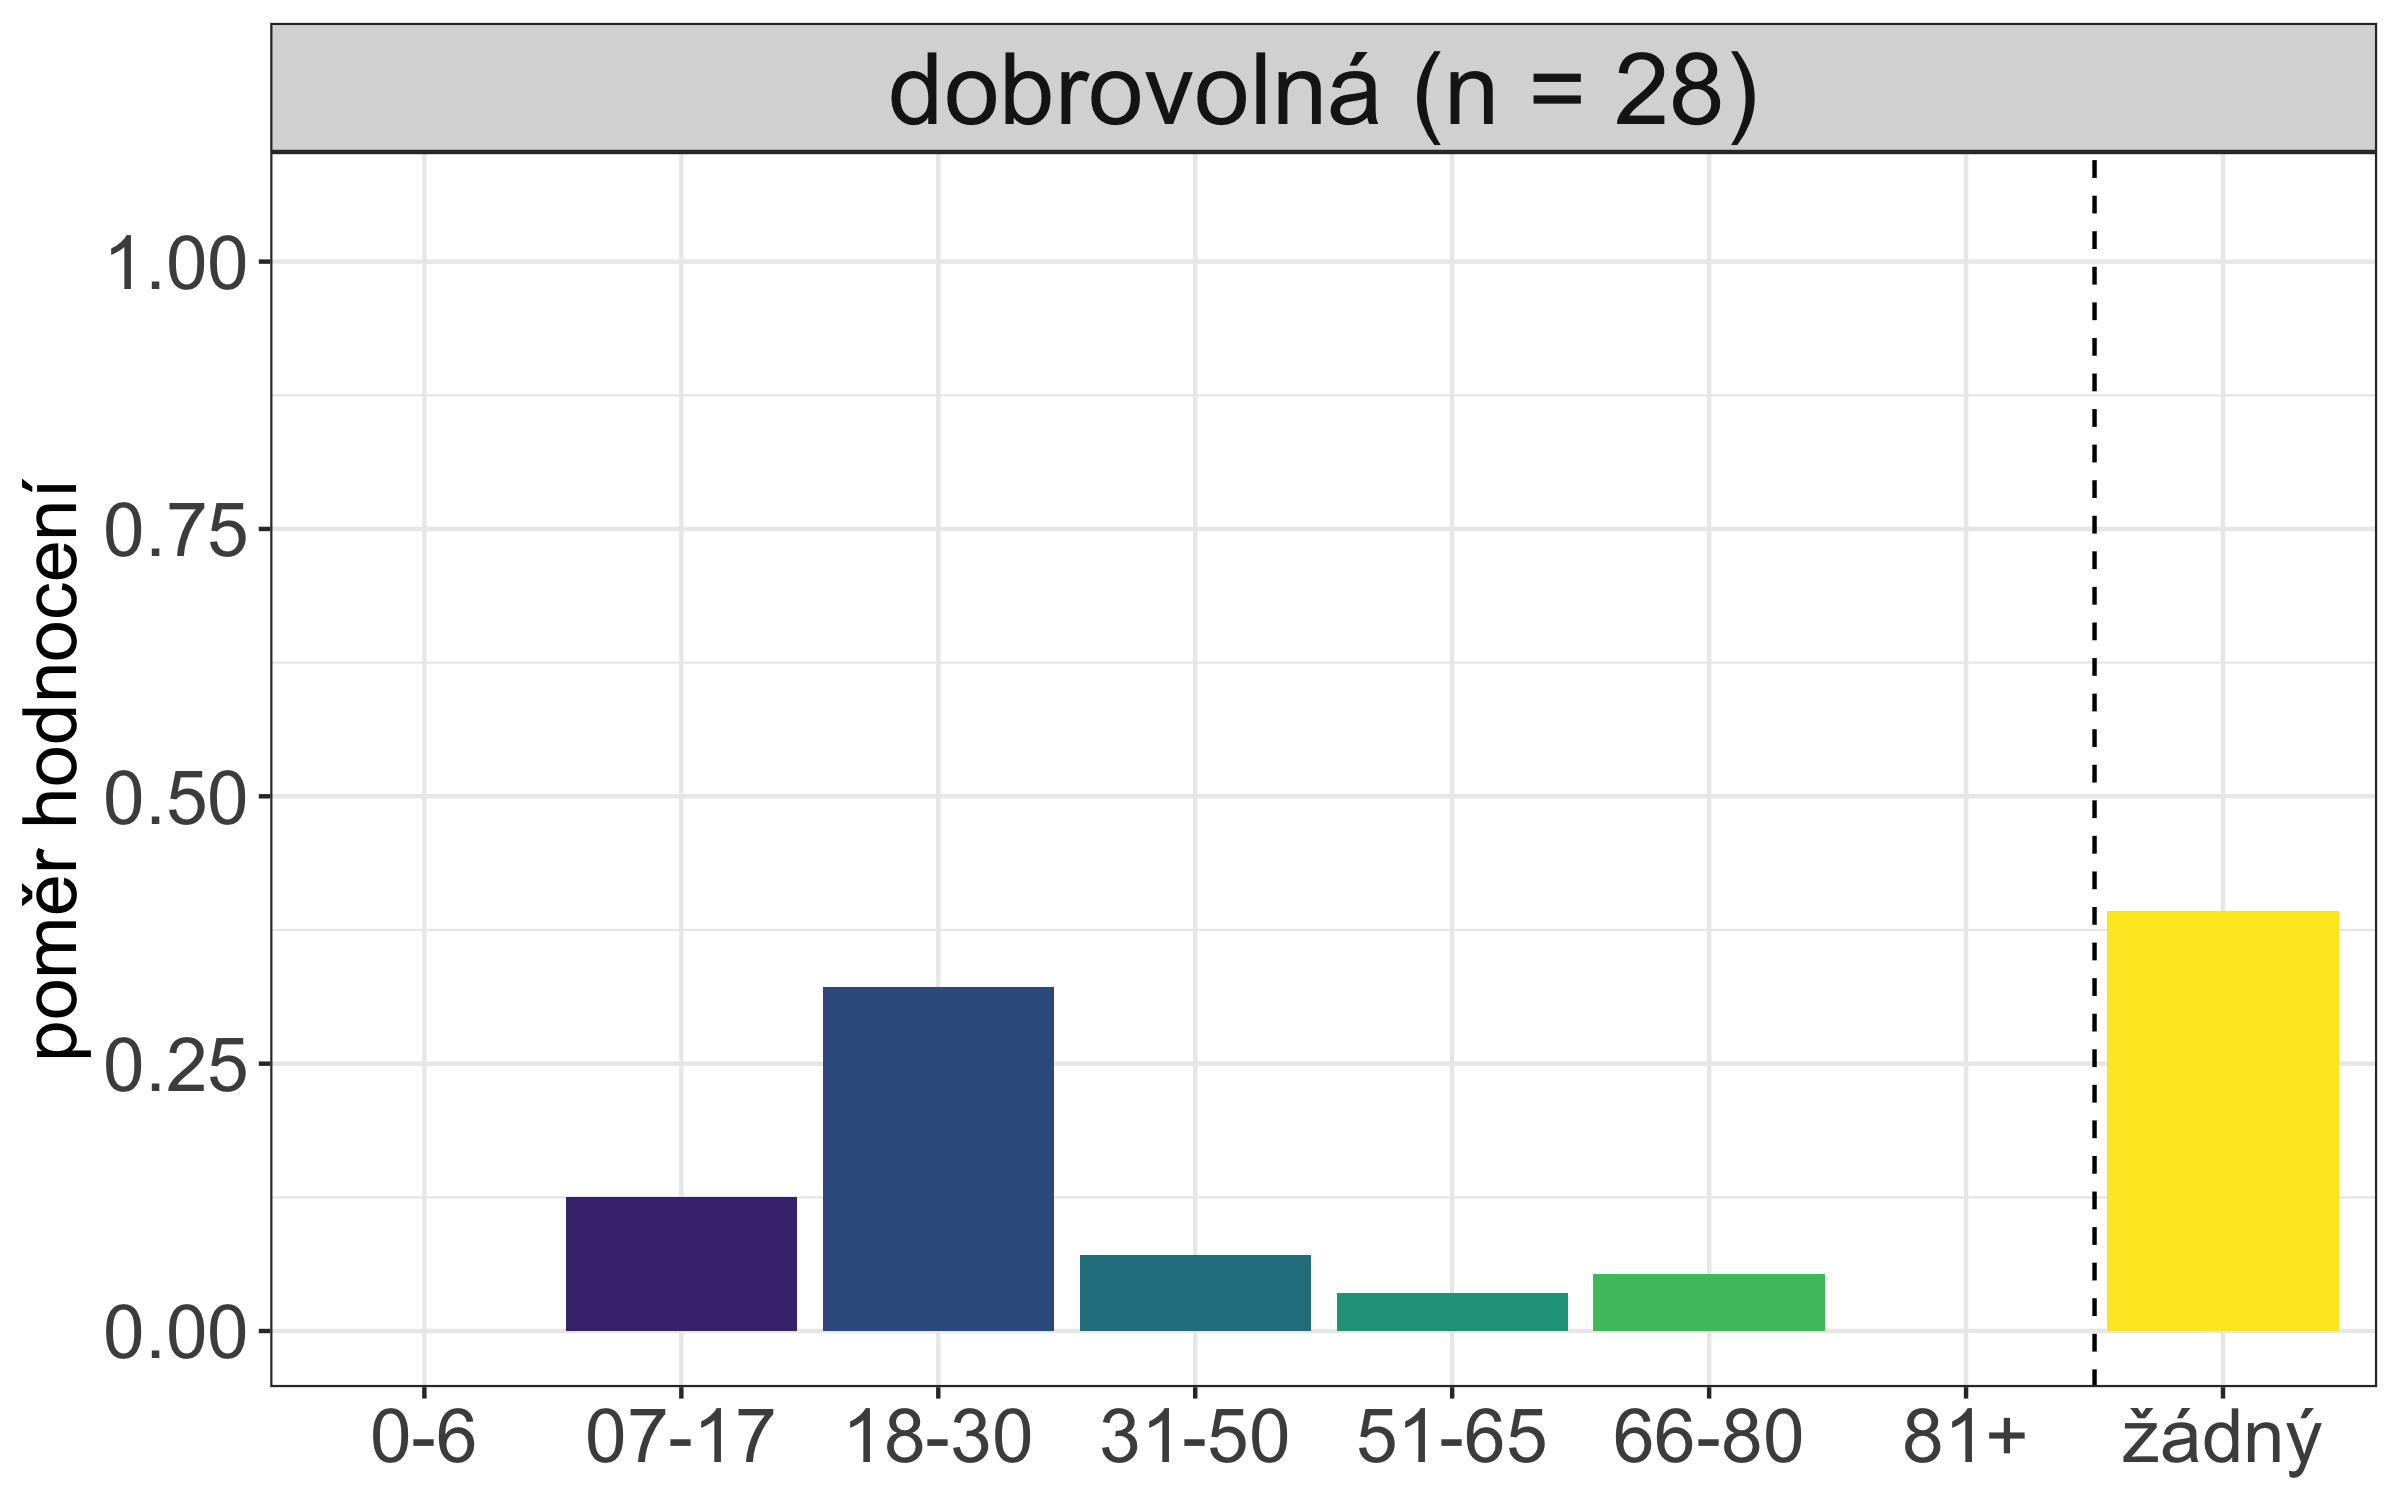 dobrovolná (n = 28)
poměr hodnocení
1.00
0.75
0.50
0.25
0.00
0-6 07-17 18-30 31-50 51-65 66-80 81+ žádný